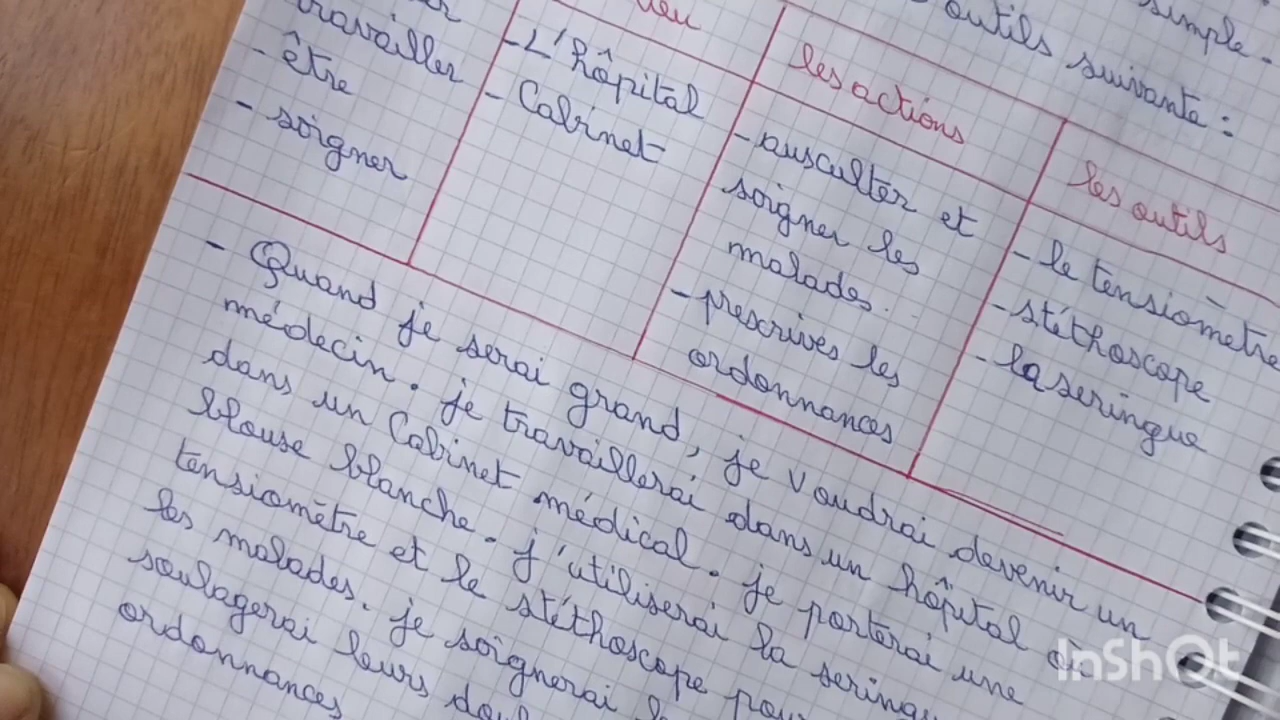 simple.
outils suivante :
les actions
les outils
travailler
- être
- soigner
- L'hôpital
- Cabinet
- ausculter et
soigner les
malades.
- prescrives les
ordonnances
- le tensiomètre
- stéthoscope
- la seringue
- Quand je serai grand, je voudrai devenir un
médecin. je travaillerai dans un hôpital ou
dans un Cabinet médical. je porterai une
blouse blanche. j'utiliserai la seringue
tensiomètre et le stéthoscope pour
les malades. je soignerai
soulagerai leurs
ordonnances
InShOt